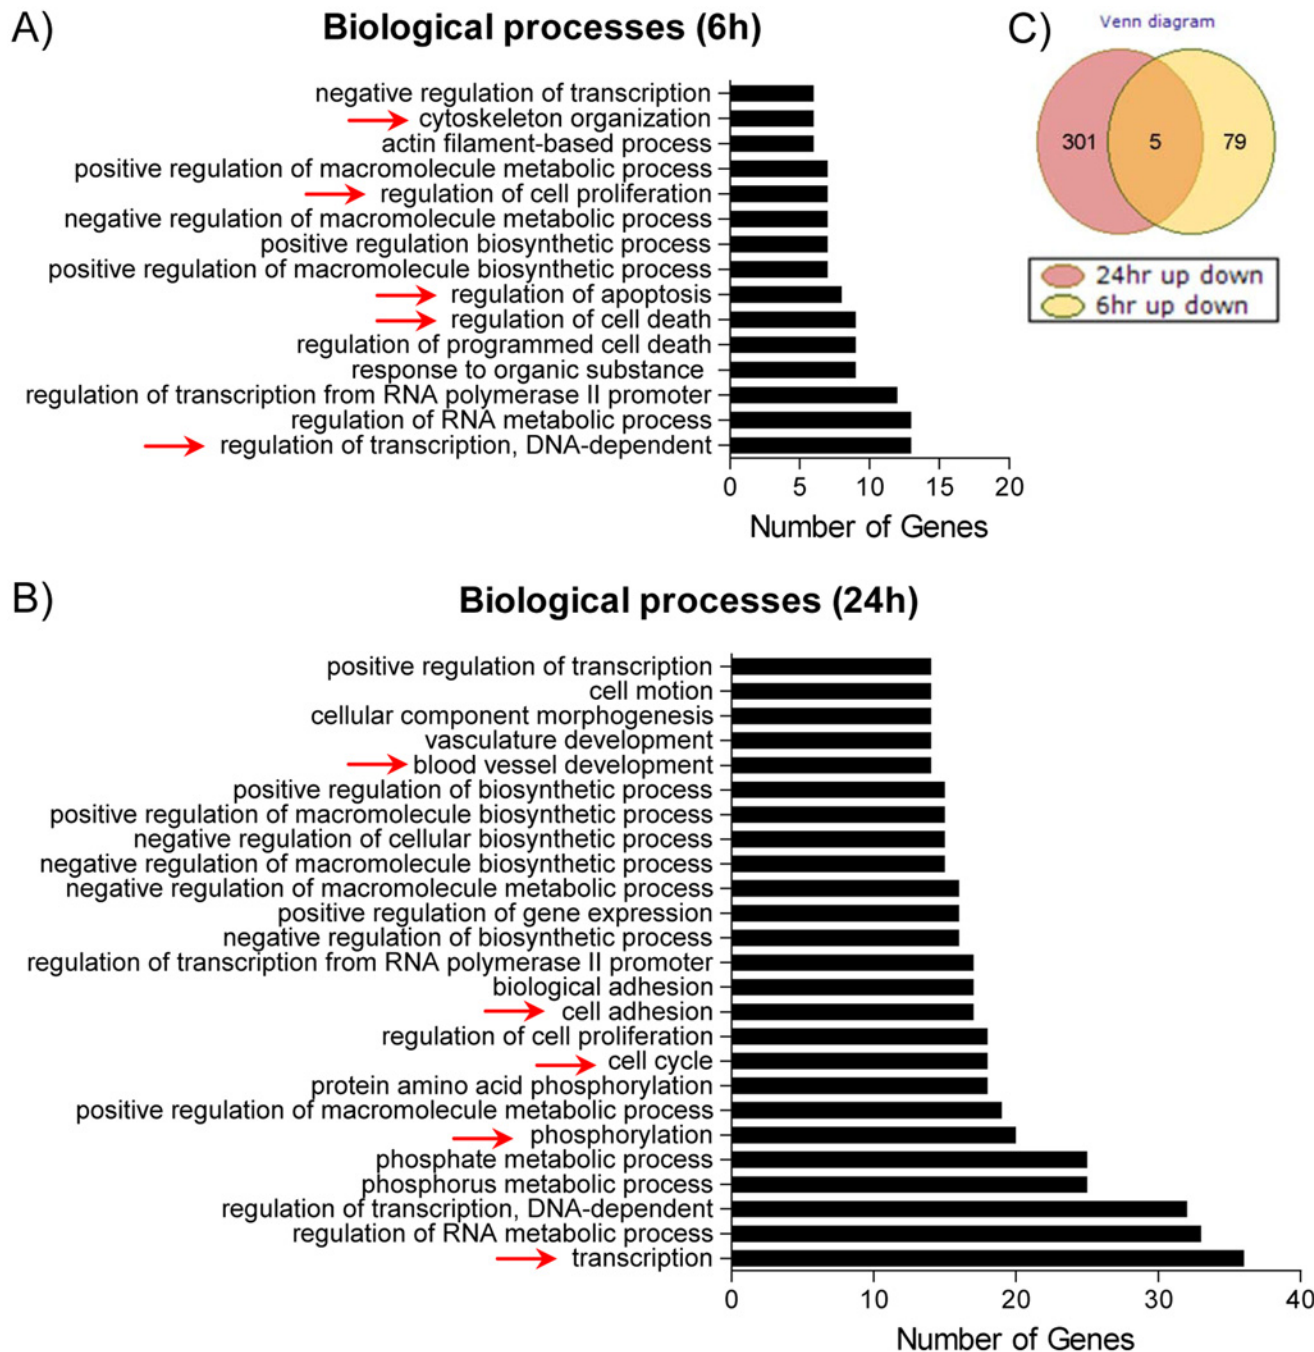 A)
Biological processes (6h)
negative regulation of transcription
cytoskeleton organization
actin filament-based process
positive regulation of macromolecule metabolic process
regulation of cell proliferation
negative regulation of macromolecule metabolic process
positive regulation biosynthetic process
positive regulation of macromolecule biosynthetic process
regulation of apoptosis
regulation of cell death
regulation of programmed cell death
response to organic substance
regulation of transcription from RNA polymerase II promoter
regulation of RNA metabolic process
regulation of transcription, DNA-dependent
0 5 10 15 20
Number of Genes
C)
Venn diagram
301 5 79
24hr up down
6hr up down
B)
Biological processes (24h)
positive regulation of transcription
cell motion
cellular component morphogenesis
vasculature development
blood vessel development
positive regulation of biosynthetic process
positive regulation of macromolecule biosynthetic process
negative regulation of cellular biosynthetic process
negative regulation of macromolecule biosynthetic process
negative regulation of macromolecule metabolic process
positive regulation of gene expression
negative regulation of biosynthetic process
regulation of transcription from RNA polymerase II promoter
biological adhesion
cell adhesion
regulation of cell proliferation
cell cycle
protein amino acid phosphorylation
positive regulation of macromolecule metabolic process
phosphorylation
phosphate metabolic process
phosphorus metabolic process
regulation of transcription, DNA-dependent
regulation of RNA metabolic process
transcription
0 10 20 30 40
Number of Genes